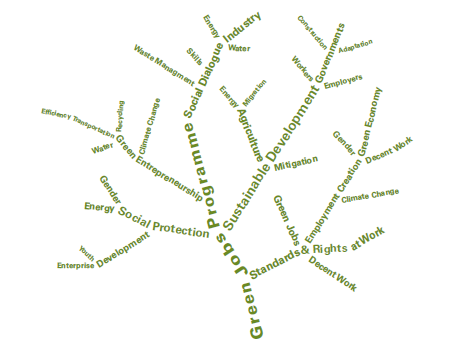 Energy
Industry
Water
Skills
Waste Managment
Social Dialogue
Construction
Governments
Adaptation
Workers
Employers
Energy
Migration
Agriculture
Sustainable Development
Mitigation
Efficiency Transportation
Recycling
Water
Climate Change
Green Entrepreneurship
Green Economy
Gender
Decent Work
Employment Creation
Climate Change
Gender
Energy
Social Protection
Youth
Enterprise
Development
Green Jobs
Standards & Rights at Work
Decent Work
Green Jobs Programme